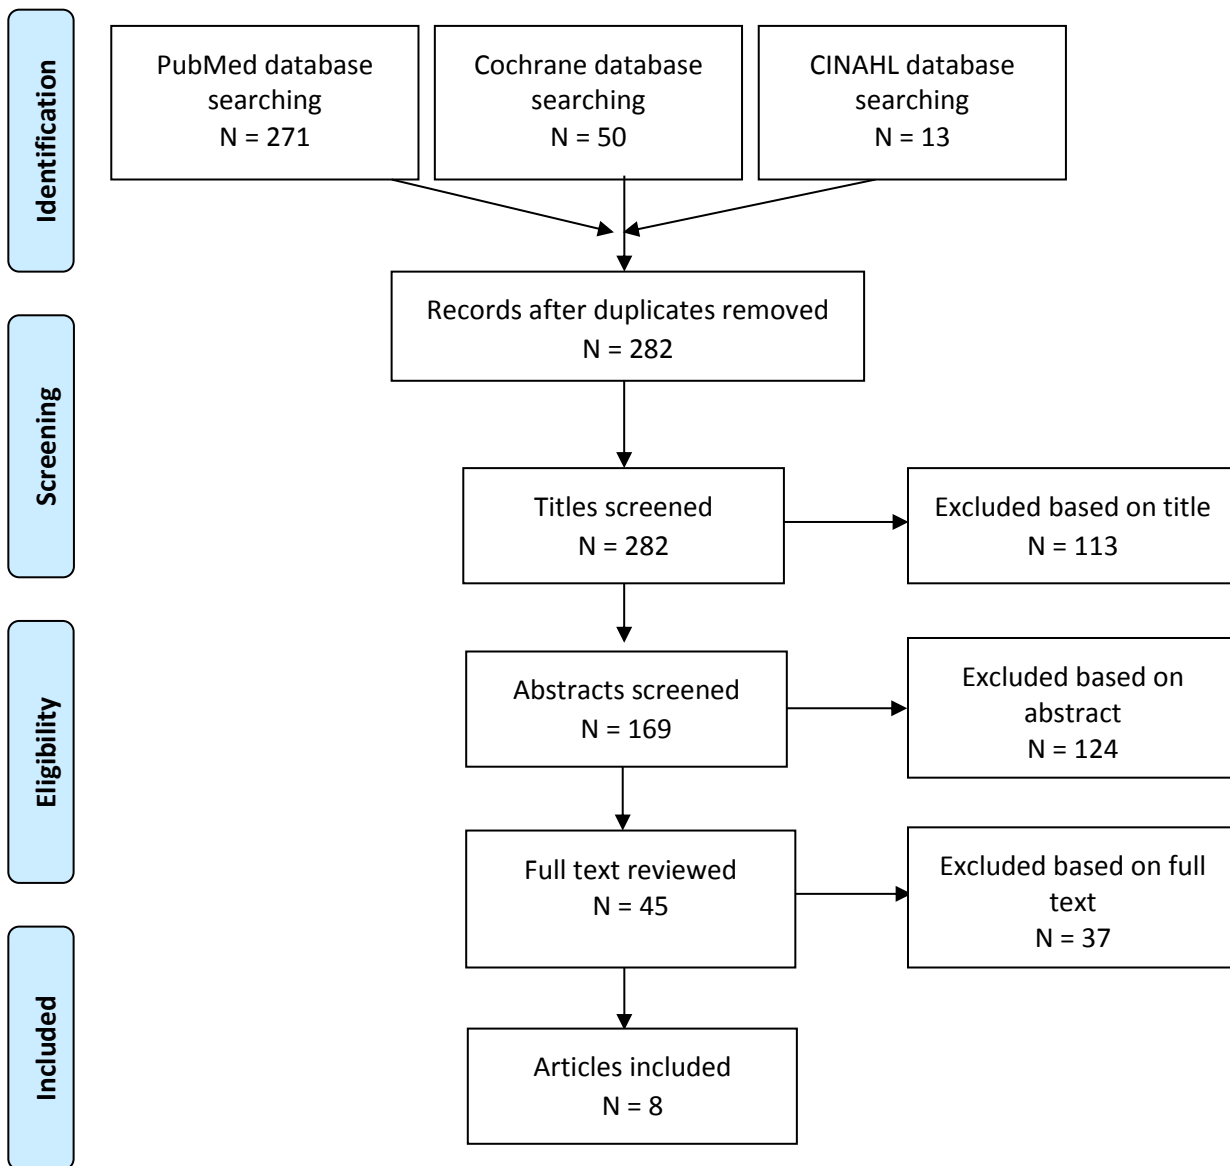 Identification
PubMed database
searching
N = 271
Cochrane database
searching
N = 50
CINAHL database
searching
N = 13
Records after duplicates removed
N = 282
Screening
Titles screened
N = 282
Excluded based on title
N = 113
Eligibility
Abstracts screened
N = 169
Excluded based on
abstract
N = 124
Full text reviewed
N = 45
Excluded based on full
text
N = 37
Included
Articles included
N = 8